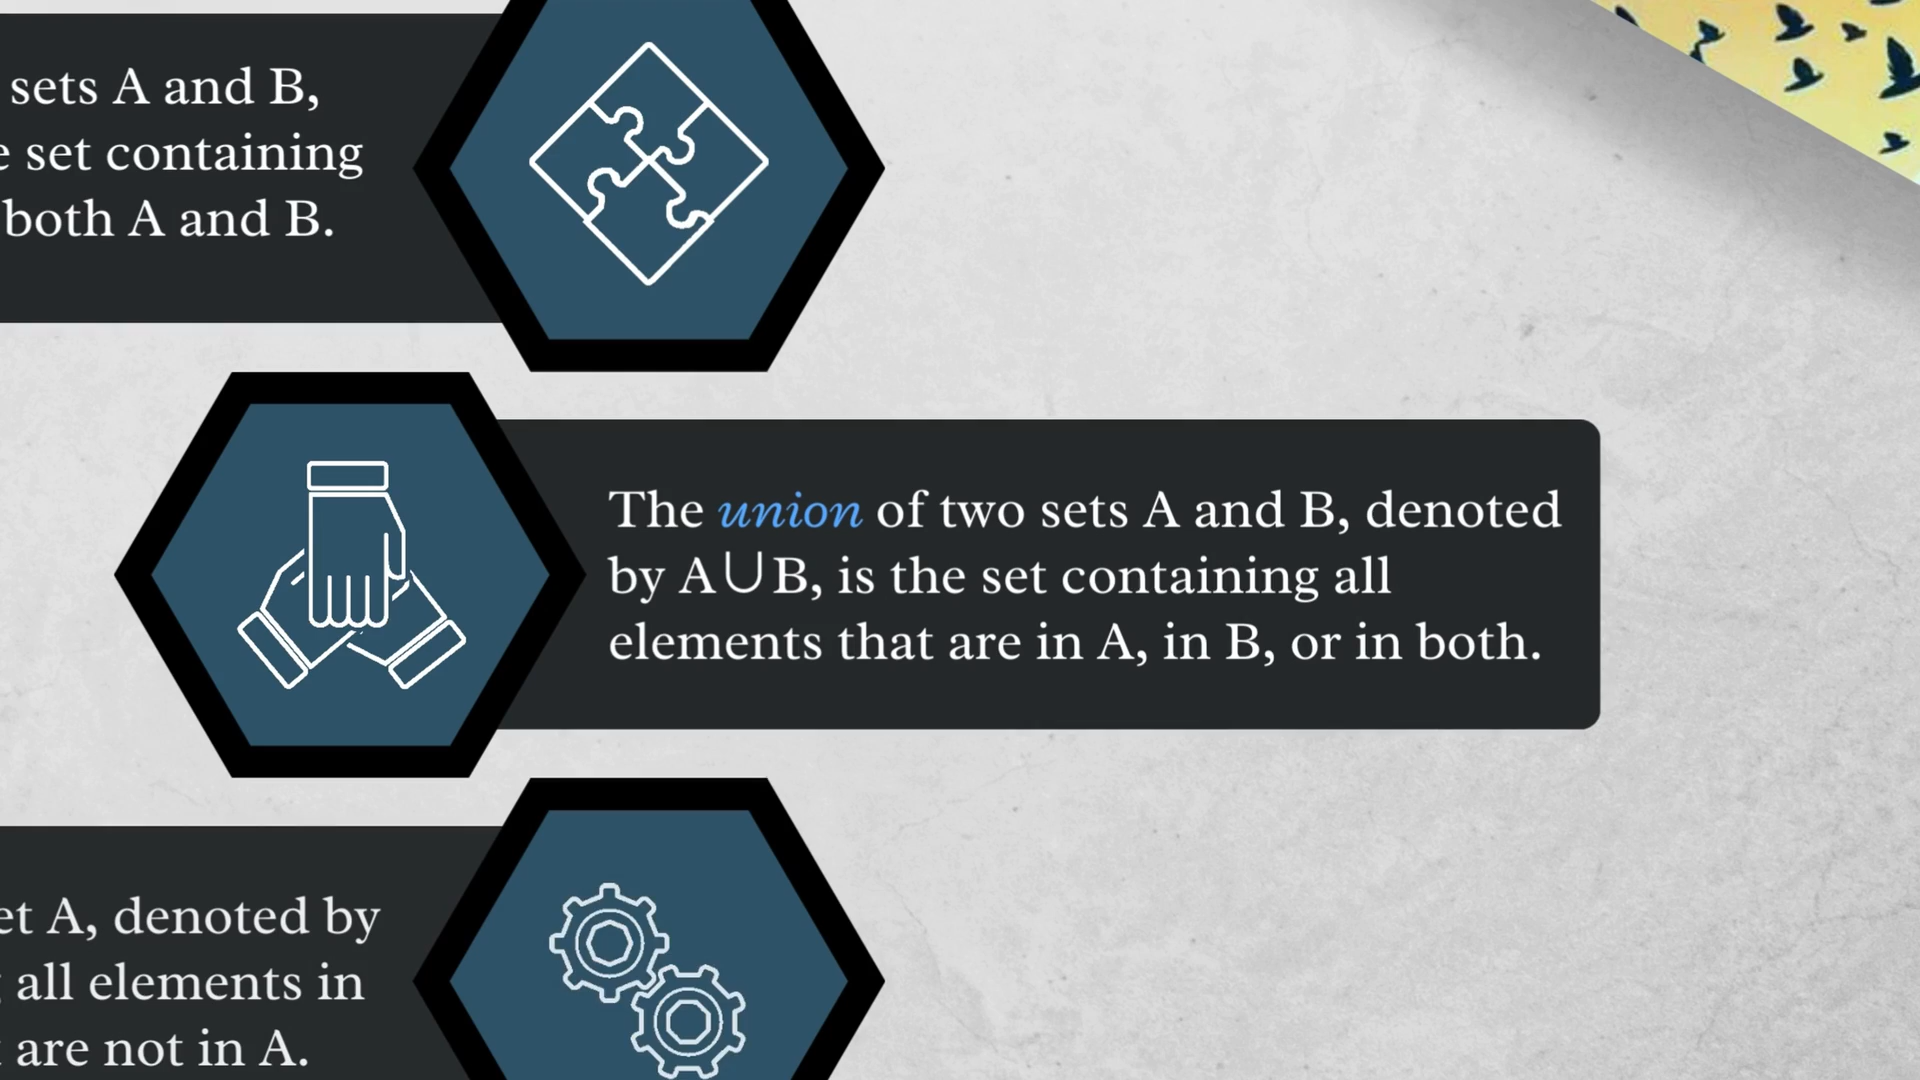 sets A and B,
set containing
both A and B.
The union of two sets A and B, denoted
by A∪B, is the set containing all
elements that are in A, in B, or in both.
A, denoted by
all elements in
are not in A.